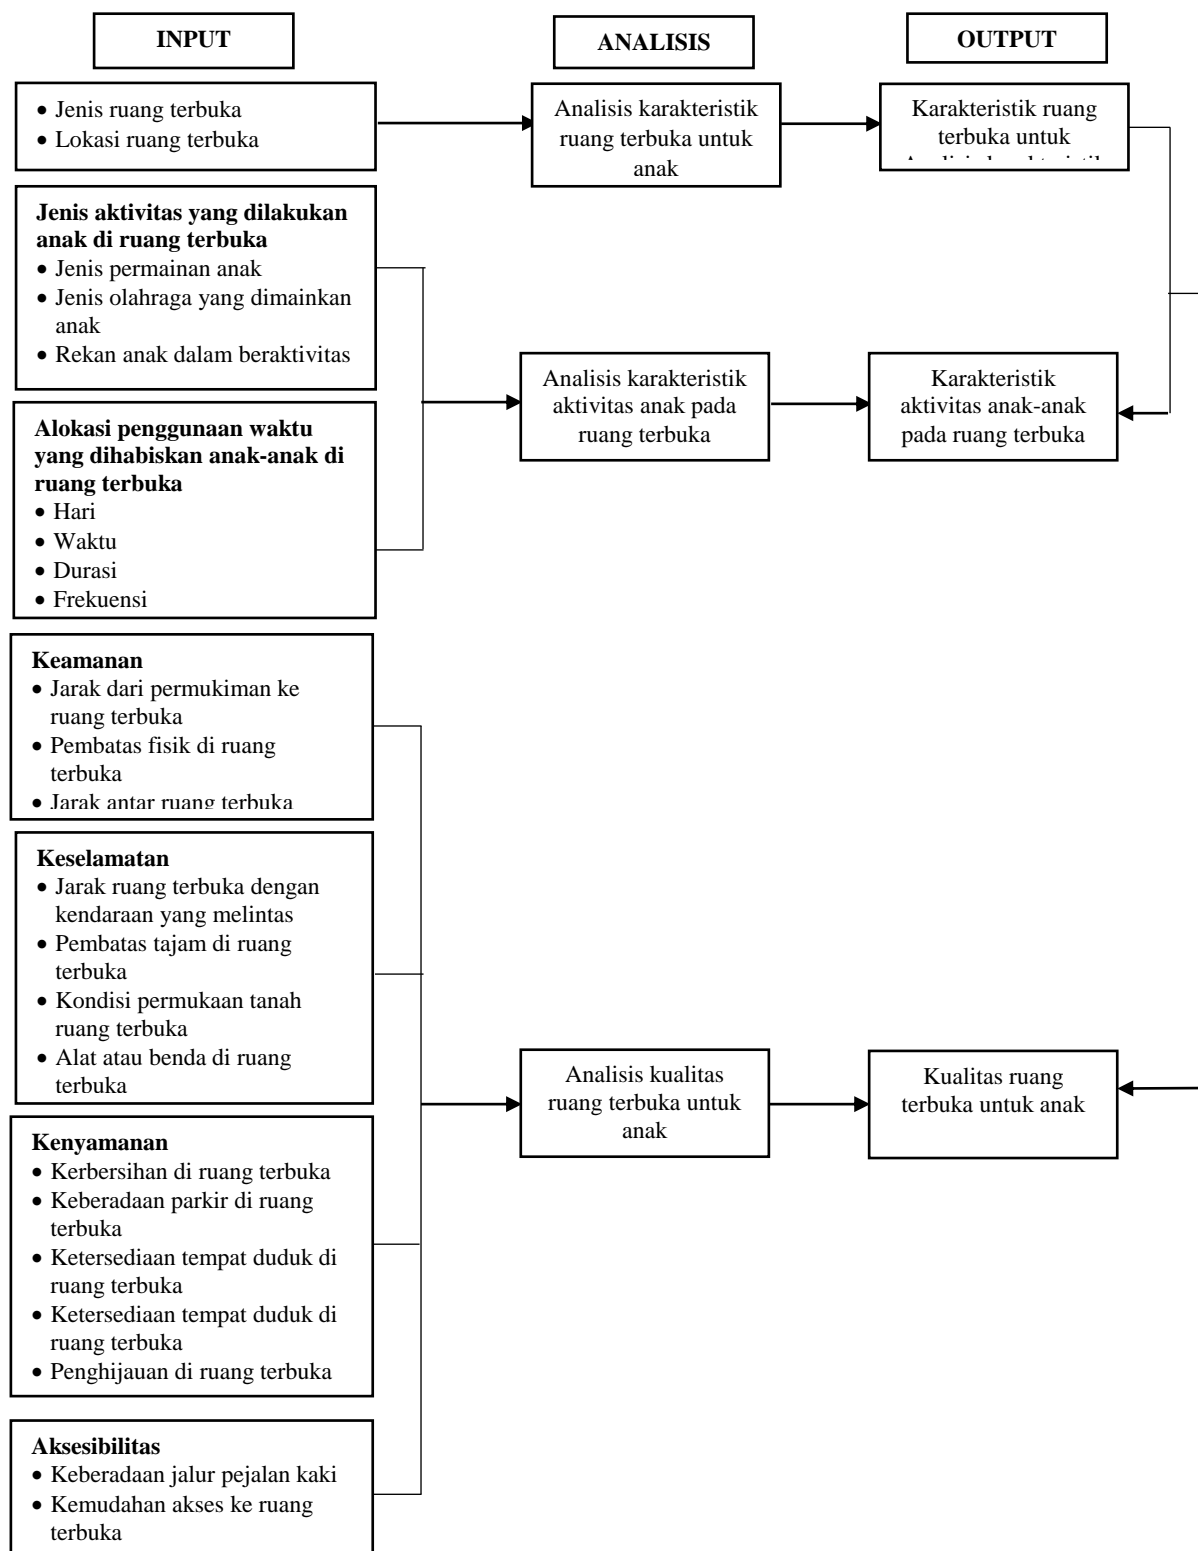 INPUT
ANALISIS
OUTPUT
• Jenis ruang terbuka
• Lokasi ruang terbuka
Analisis karakteristik
ruang terbuka untuk
anak
Karakteristik ruang
terbuka untuk
Jenis aktivitas yang dilakukan
anak di ruang terbuka
• Jenis permainan anak
• Jenis olahraga yang dimainkan
anak
• Rekan anak dalam beraktivitas
Alokasi penggunaan waktu
yang dihabiskan anak-anak di
ruang terbuka
• Hari
• Waktu
• Durasi
• Frekuensi
Analisis karakteristik
aktivitas anak pada
ruang terbuka
Karakteristik
aktivitas anak-anak
pada ruang terbuka
Keamanan
• Jarak dari permukiman ke
ruang terbuka
• Pembatas fisik di ruang
terbuka
• Jarak antar ruang terbuka
Keselamatan
• Jarak ruang terbuka dengan
kendaraan yang melintas
• Pembatas tajam di ruang
terbuka
• Kondisi permukaan tanah
ruang terbuka
• Alat atau benda di ruang
terbuka
Kenyamanan
• Kerbersihan di ruang terbuka
• Keberadaan parkir di ruang
terbuka
• Ketersediaan tempat duduk di
ruang terbuka
• Ketersediaan tempat duduk di
ruang terbuka
• Penghijauan di ruang terbuka
Aksesibilitas
• Keberadaan jalur pejalan kaki
• Kemudahan akses ke ruang
terbuka
Analisis kualitas
ruang terbuka untuk
anak
Kualitas ruang
terbuka untuk anak